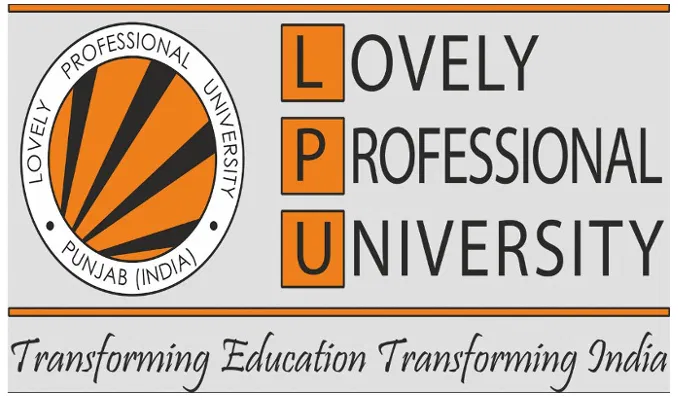 LOVELY PROFESSIONAL UNIVERSITY
PUNJAB (INDIA)
LOVELY
PROFESSIONAL
UNIVERSITY
Transforming Education Transforming India